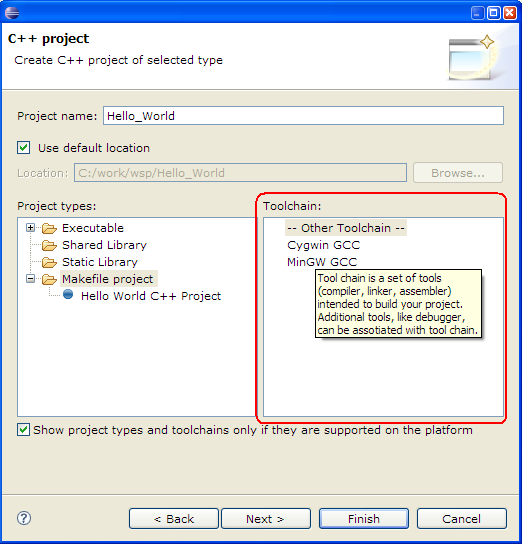 C++ project
Create C++ project of selected type
Project name: Hello_World
Use default location
Location: C:/work/wsp/Hello_World Browse...
Project types: Toolchain:
Executable -- Other Toolchain --
Shared Library Cygwin GCC
Static Library MinGW GCC
Makefile project
Hello World C++ Project
Tool chain is a set of tools
(compiler, linker, assembler)
intended to build your project.
Additional tools, like debugger,
can be assotiated with tool chain.
Show project types and toolchains only if they are supported on the platform
? < Back Next > Finish Cancel